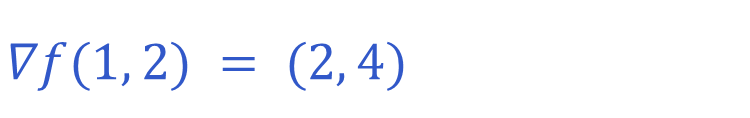 ∇f(1,2) = (2,4)